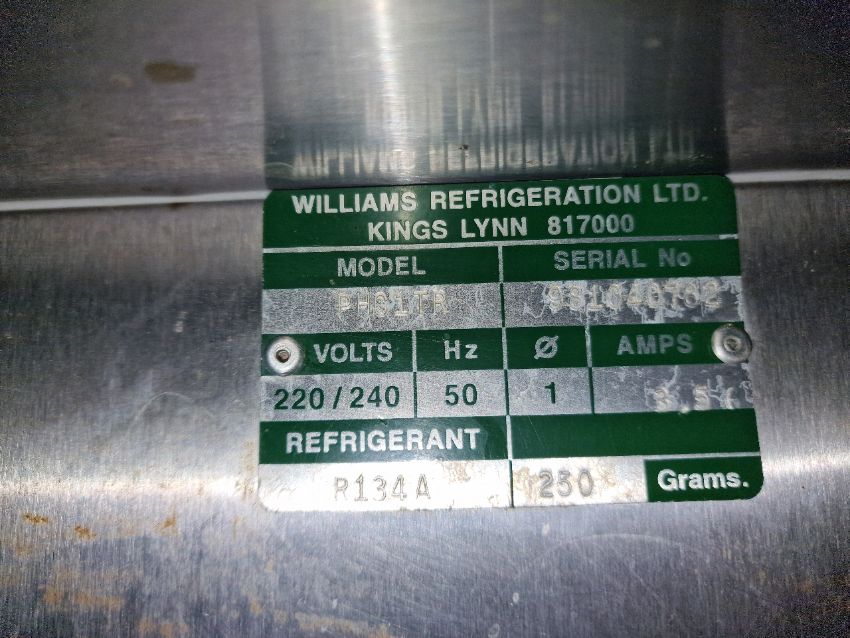 WILLIAMS REFRIGERATION LTD.
KINGS LYNN 817000
MODEL SERIAL No
VOLTS Hz Ø AMPS
220/240 50 1
REFRIGERANT
R134A 250 Grams.